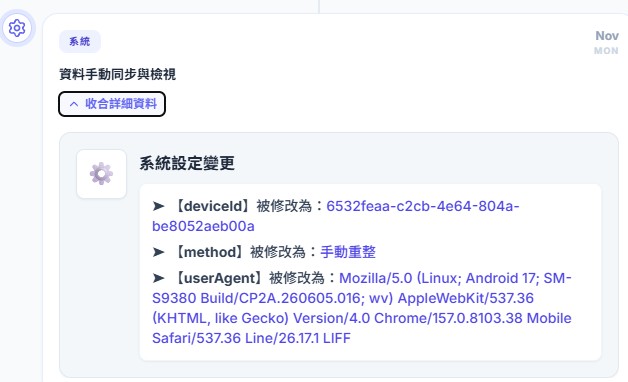 系統
Nov
MON
資料手動同步與檢視
收合詳細資料
系統設定變更
➤ 【deviceId】被修改為：6532feaa-c2cb-4e64-804a-
be8052aeb00a
➤ 【method】被修改為：手動重整
➤ 【userAgent】被修改為：Mozilla/5.0 (Linux; Android 17; SM-
S9380 Build/CP2A.260605.016; wv) AppleWebKit/537.36
(KHTML, like Gecko) Version/4.0 Chrome/157.0.8103.38 Mobile
Safari/537.36 Line/26.17.1 LIFF